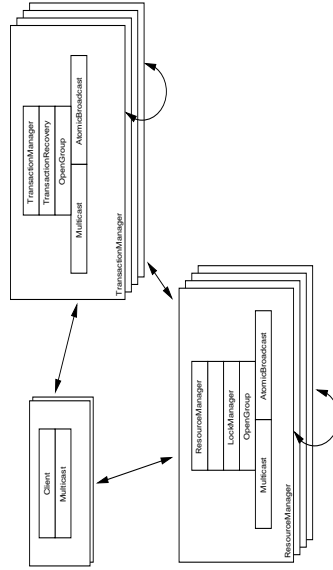 Client
Multicast
TransactionManager
TransactionRecovery
OpenGroup
Multicast
AtomicBroadcast
TransactionManager
ResourceManager
LockManager
OpenGroup
Multicast
AtomicBroadcast
ResourceManager